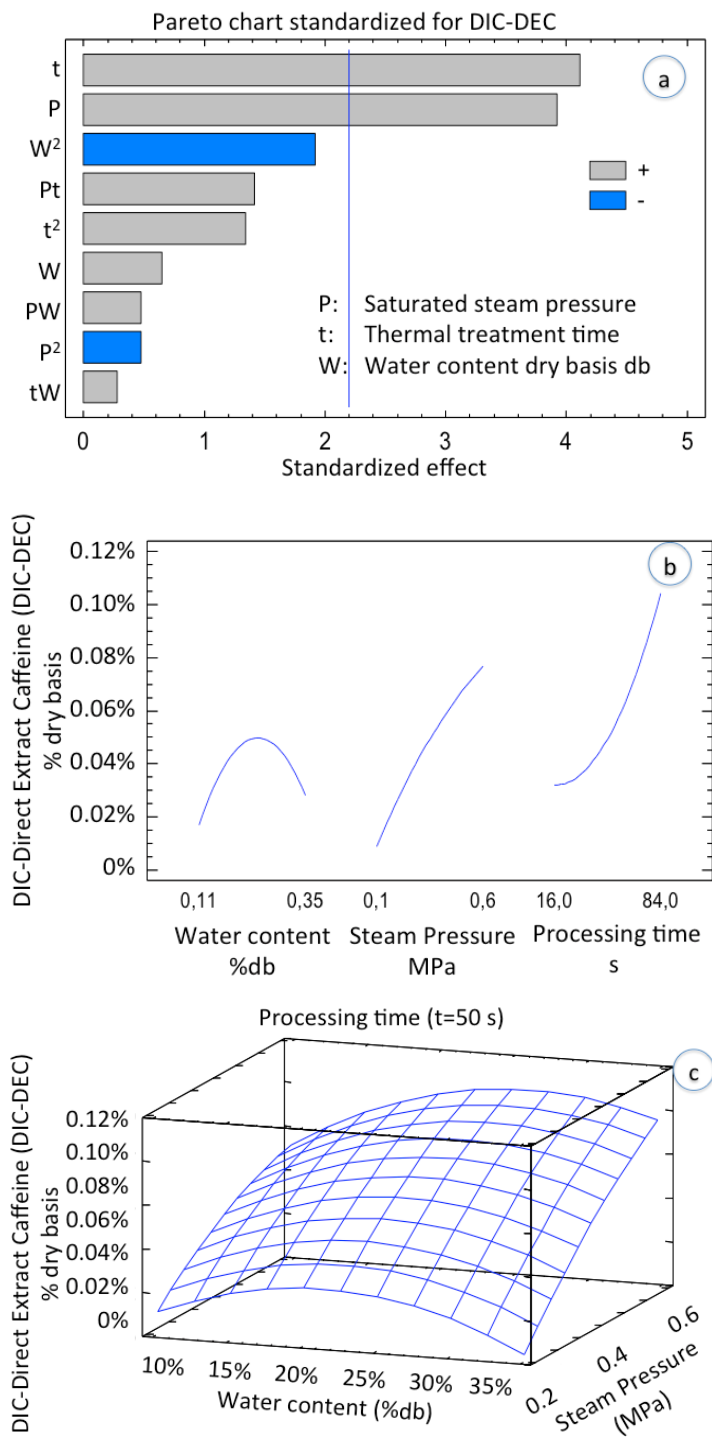 Pareto chart standardized for DIC-DEC
a
t
P
W²
Pt
t²
W
PW
P²
tW
+
-
P: Saturated steam pressure
t: Thermal treatment time
W: Water content dry basis db
0 1 2 3 4 5
Standardized effect
b
DIC-Direct Extract Caffeine (DIC-DEC)
% dry basis
0.12%
0.10%
0.08%
0.06%
0.04%
0.02%
0%
0,11 0,35 0,1 0,6 16,0 84,0
Water content Steam Pressure Processing time
%db MPa s
Processing time (t=50 s)
c
DIC-Direct Extract Caffeine (DIC-DEC)
% dry basis
0.12%
0.10%
0.08%
0.06%
0.04%
0.02%
0%
10% 15% 20% 25% 30% 35%
Water content (%db)
0.2 0.4 0.6
Steam Pressure
(MPa)